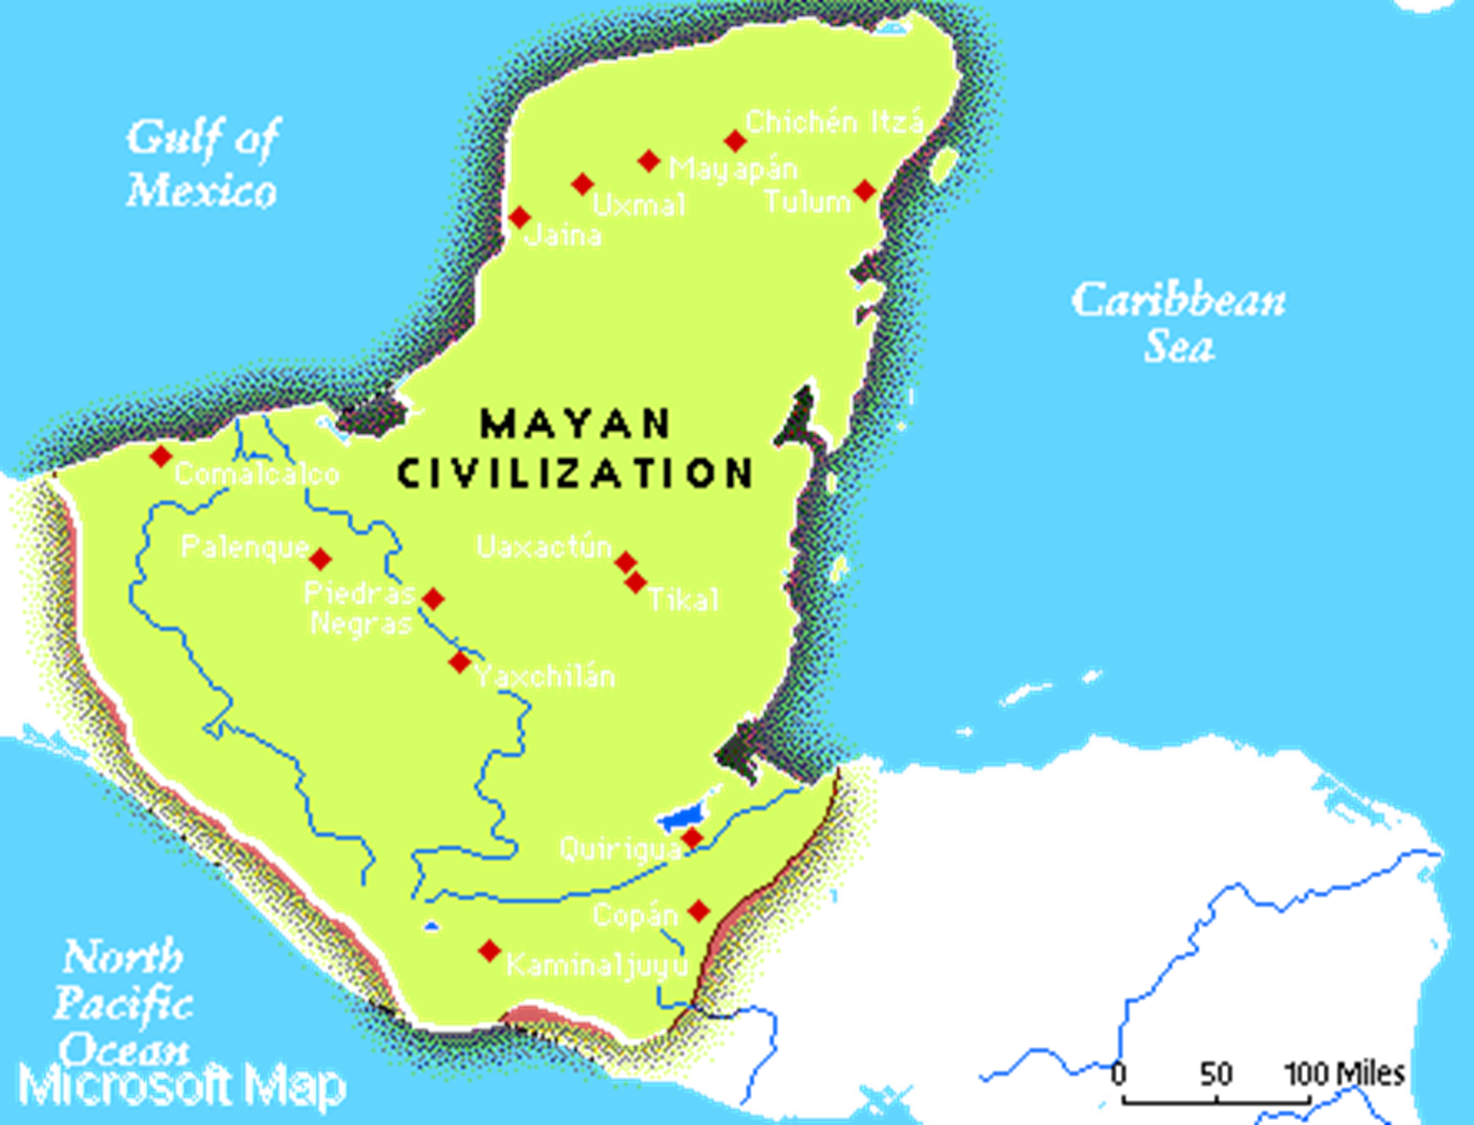 Gulf of
Mexico
Chichén Itzá
Mayapán
Uxmal
Tulum
Jaina
Caribbean
Sea
MAYAN
CIVILIZATION
Comalcalco
Palenque
Uaxactún
Piedras
Negras
Tikal
Yaxchilán
Quirigua
Copán
Kaminaljuyu
North
Pacific
Ocean
Microsoft Map
0 50 100 Miles